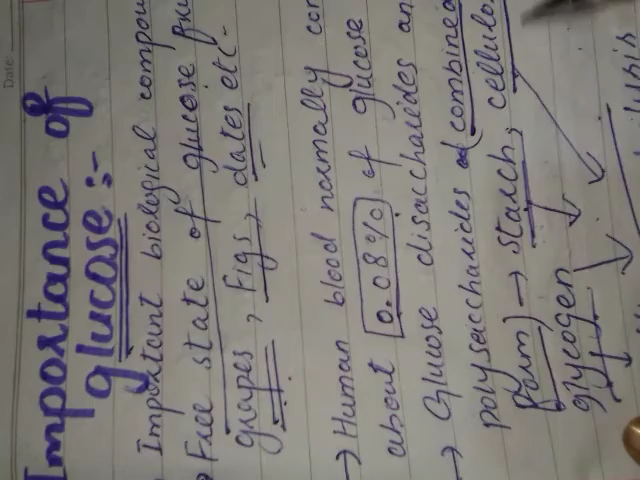 Date:
Importance of
glucose :-
Important biological compou
Free state of glucose fru
grapes, figs, dates etc -
→ Human blood normally con
about 0.08% of glucose
→ Glucose disaccharides an
polysaccharides (combined
form) → starch, cellulo
glycogen